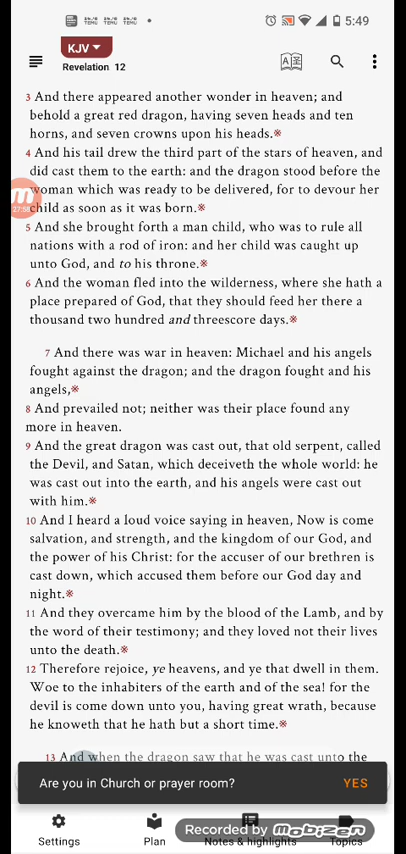 5:49
KJV
Revelation 12
3 And there appeared another wonder in heaven; and
behold a great red dragon, having seven heads and ten
horns, and seven crowns upon his heads.※
4 And his tail drew the third part of the stars of heaven, and
did cast them to the earth: and the dragon stood before the
woman which was ready to be delivered, for to devour her
child as soon as it was born.※
5 And she brought forth a man child, who was to rule all
nations with a rod of iron: and her child was caught up
unto God, and to his throne.※
6 And the woman fled into the wilderness, where she hath a
place prepared of God, that they should feed her there a
thousand two hundred and threescore days.※
7 And there was war in heaven: Michael and his angels
fought against the dragon; and the dragon fought and his
angels,※
8 And prevailed not; neither was their place found any
more in heaven.
9 And the great dragon was cast out, that old serpent, called
the Devil, and Satan, which deceiveth the whole world: he
was cast out into the earth, and his angels were cast out
with him.※
10 And I heard a loud voice saying in heaven, Now is come
salvation, and strength, and the kingdom of our God, and
the power of his Christ: for the accuser of our brethren is
cast down, which accused them before our God day and
night.※
11 And they overcame him by the blood of the Lamb, and by
the word of their testimony; and they loved not their lives
unto the death.※
12 Therefore rejoice, ye heavens, and ye that dwell in them.
Woe to the inhabiters of the earth and of the sea! for the
devil is come down unto you, having great wrath, because
he knoweth that he hath but a short time.※
13 And when the dragon saw that he was cast unto the
Are you in Church or prayer room? YES
Settings Plan Notes & highlights Topics
Recorded by mobizen